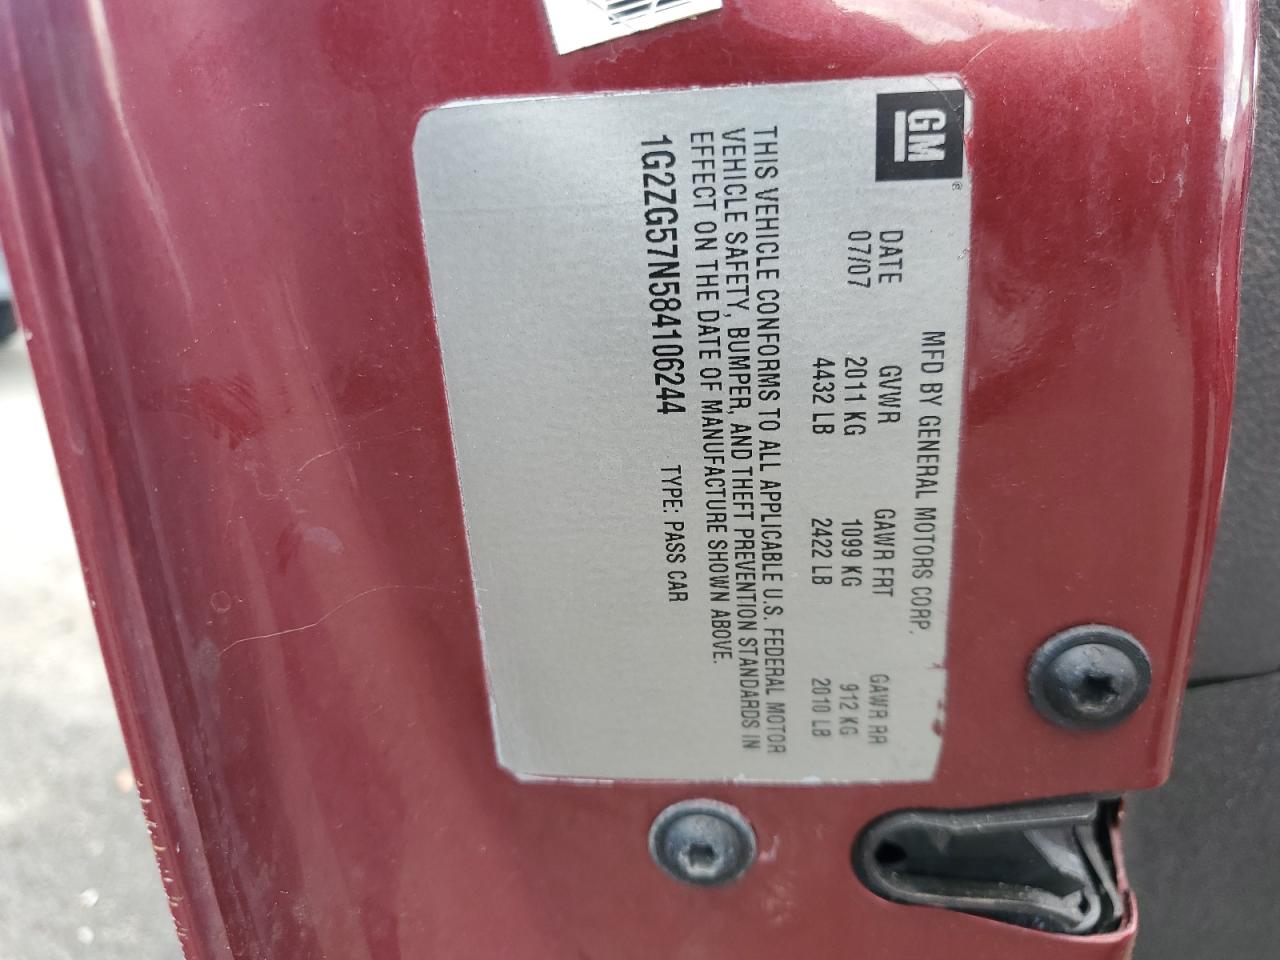 GM
®
MFD BY GENERAL MOTORS CORP.
DATE GVWR GAWR FRT GAWR RR
07/07 2011 KG 1099 KG 912 KG
4432 LB 2422 LB 2010 LB
THIS VEHICLE CONFORMS TO ALL APPLICABLE U.S. FEDERAL MOTOR
VEHICLE SAFETY, BUMPER, AND THEFT PREVENTION STANDARDS IN
EFFECT ON THE DATE OF MANUFACTURE SHOWN ABOVE.
1G2ZG57N584106244 TYPE: PASS CAR